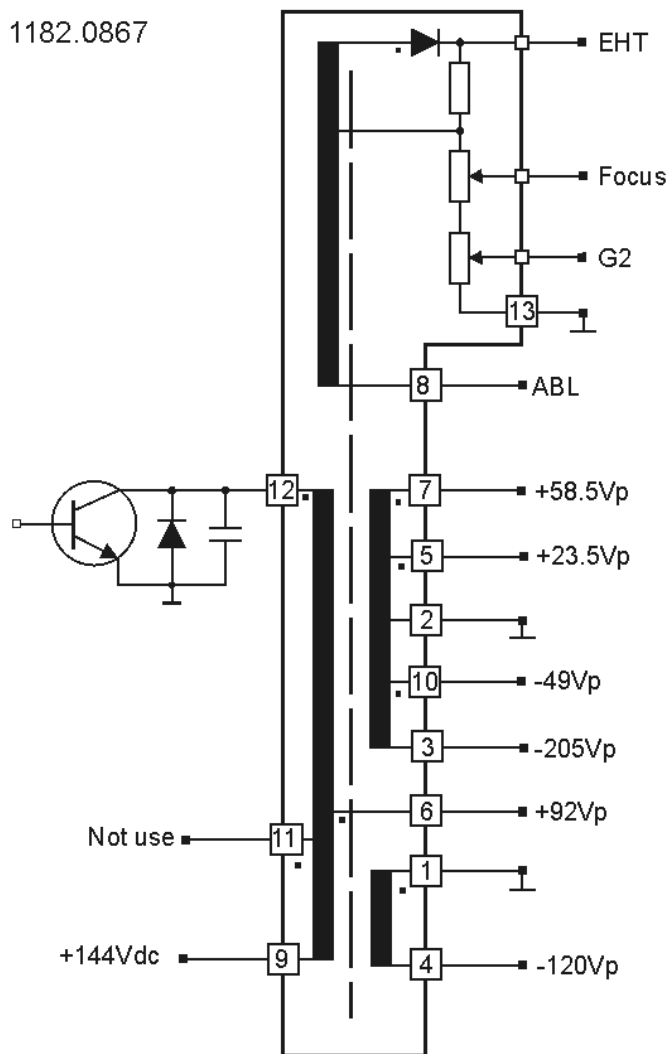 1182.0867
EHT
Focus
G2
13
8
ABL
12
7
+58.5Vp
5
+23.5Vp
2
10
-49Vp
3
-205Vp
6
+92Vp
Not use
11
1
+144Vdc
9
4
-120Vp